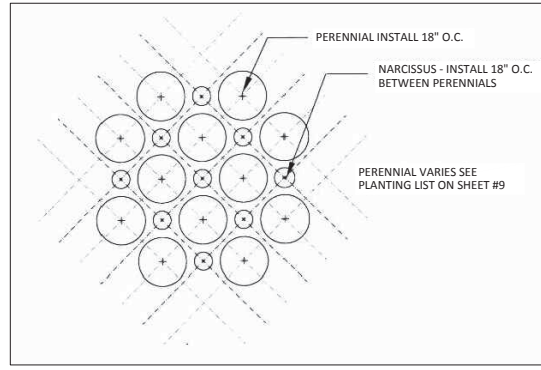 PERENNIAL INSTALL 18" O.C.
NARCISSUS - INSTALL 18" O.C.
BETWEEN PERENNIALS
PERENNIAL VARIES SEE
PLANTING LIST ON SHEET #9